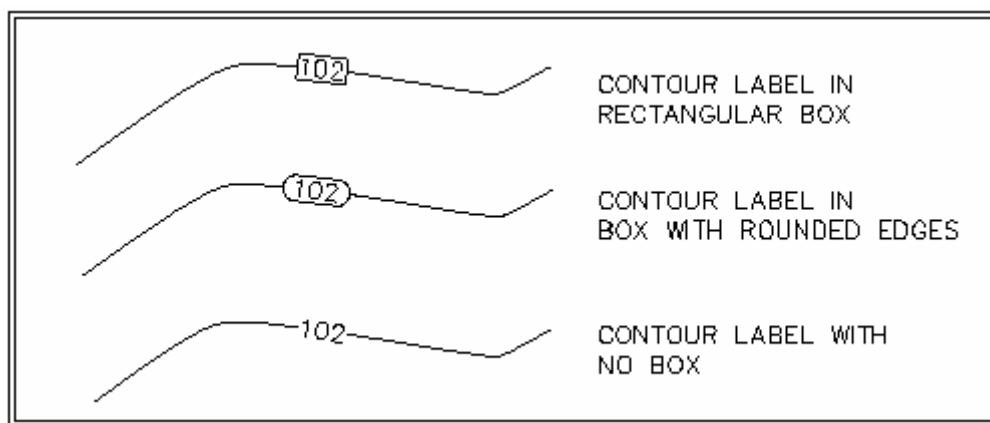 102
CONTOUR LABEL IN
RECTANGULAR BOX
102
CONTOUR LABEL IN
BOX WITH ROUNDED EDGES
102
CONTOUR LABEL WITH
NO BOX